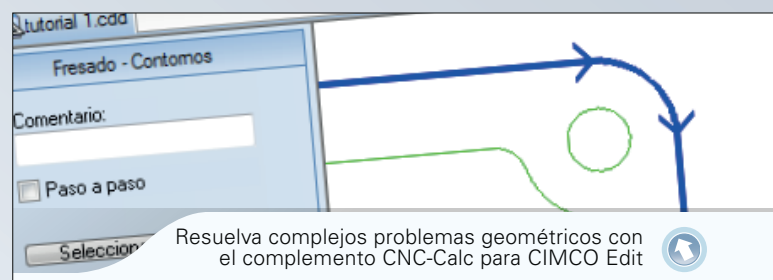 tutorial 1.cdd
Fresado - Contornos
Comentario:
Paso a paso
Resuelva complejos problemas geométricos con
el complemento CNC-Calc para CIMCO Edit